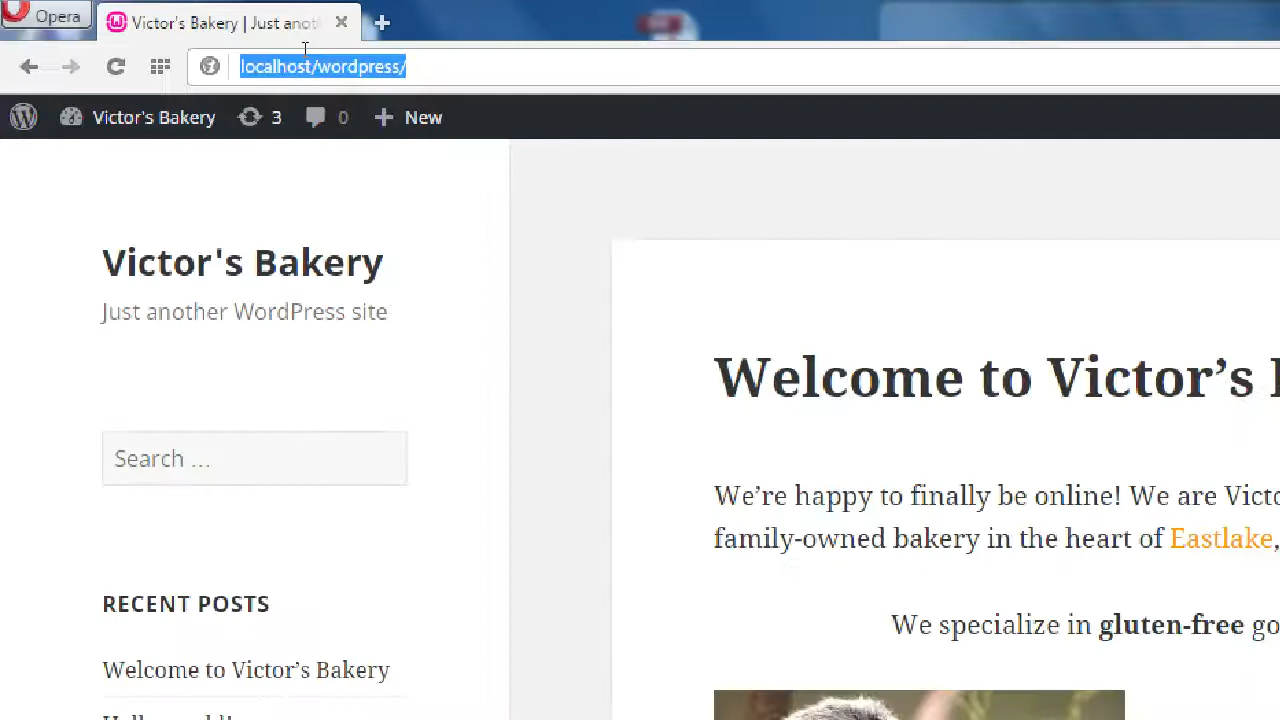 Opera
Victor's Bakery | Just anot
localhost/wordpress/
Victor's Bakery 3 0 New
Victor's Bakery
Just another WordPress site
Search ...
RECENT POSTS
Welcome to Victor’s Bakery
Welcome to Victor’s
We’re happy to finally be online! We are
family-owned bakery in the heart of Eastlake,
We specialize in gluten-free